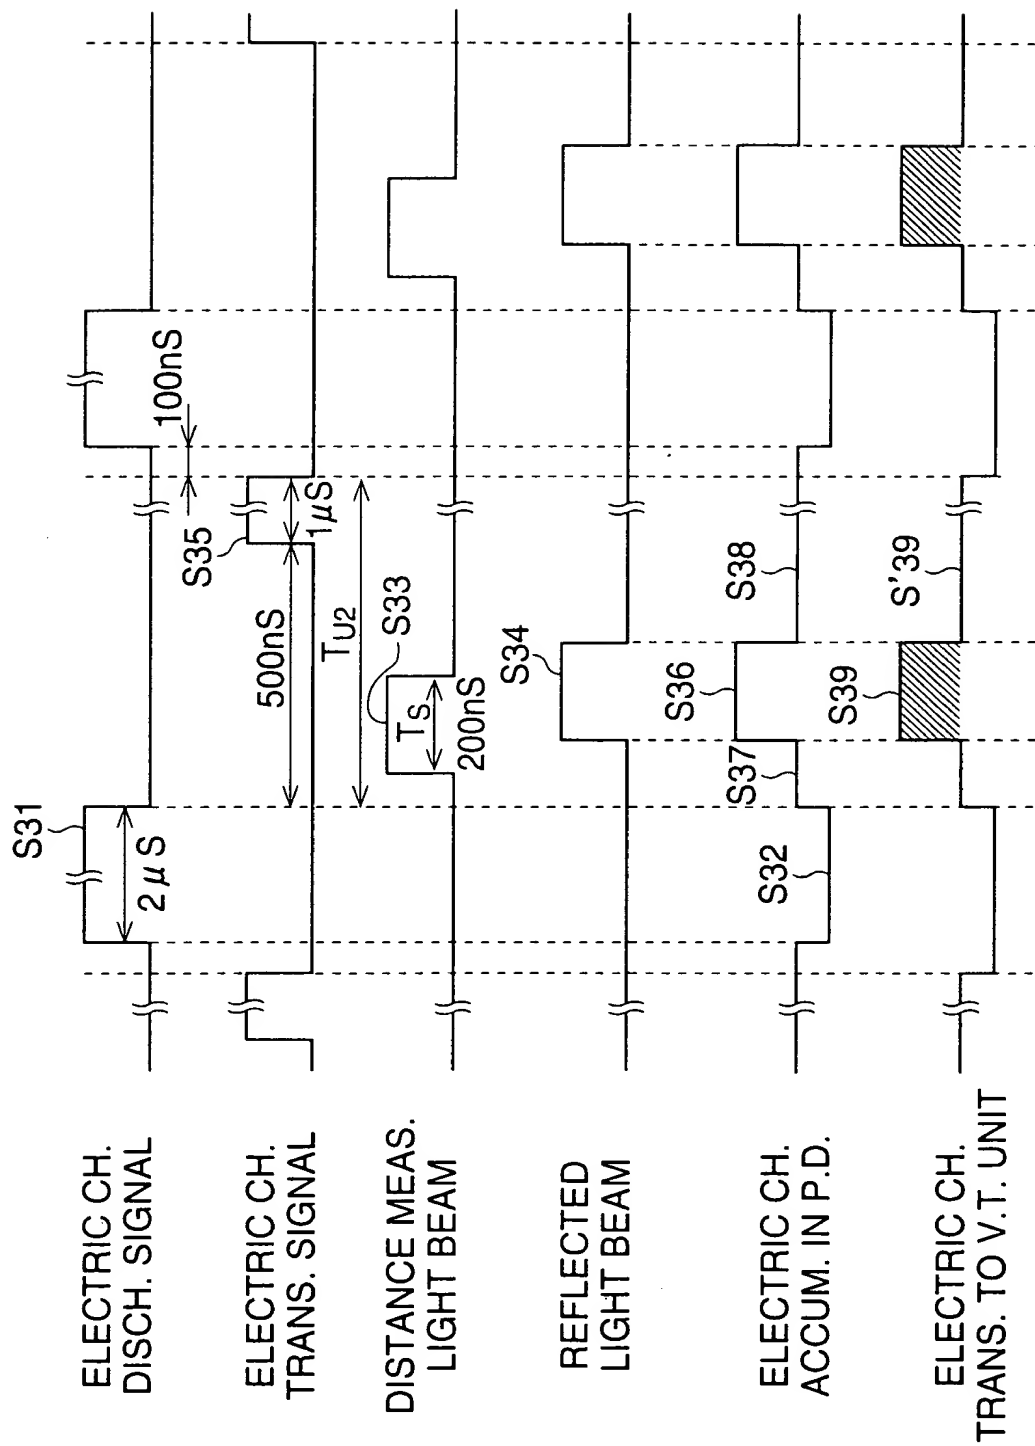 ELECTRIC CH.
DISCH. SIGNAL
S31
2μS
100nS
ELECTRIC CH.
TRANS. SIGNAL
500nS
S35
1μS
TU2
DISTANCE MEAS.
LIGHT BEAM
TS
200nS
S33
REFLECTED
LIGHT BEAM
S34
ELECTRIC CH.
ACCUM. IN P.D.
S32
S37
S36
S38
ELECTRIC CH.
TRANS. TO V.T. UNIT
S39
S'39